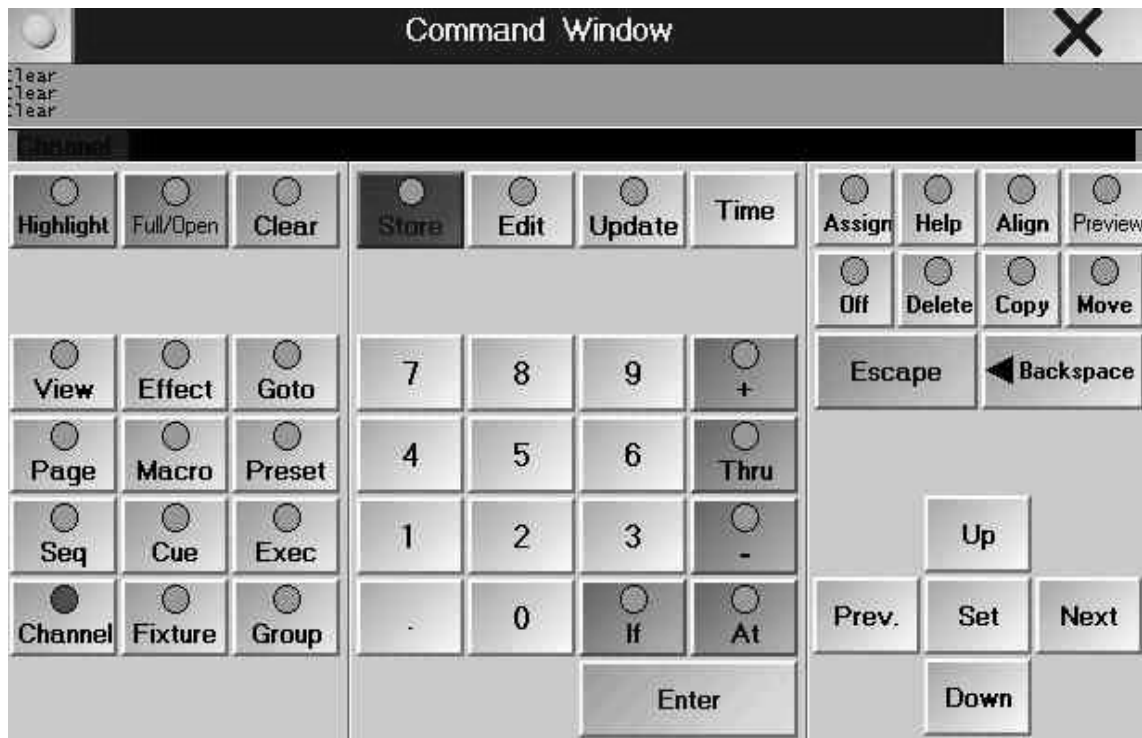 Command Window
Clear
Clear
Clear
Channel
Highlight Full/Open Clear Store Edit Update Time Assign Help Align Preview
Off Delete Copy Move
View Effect Goto 7 8 9 + Escape Backspace
Page Macro Preset 4 5 6 Thru
Seq Cue Exec 1 2 3 - Up
Channel Fixture Group . 0 If At Prev. Set Next
Enter Down